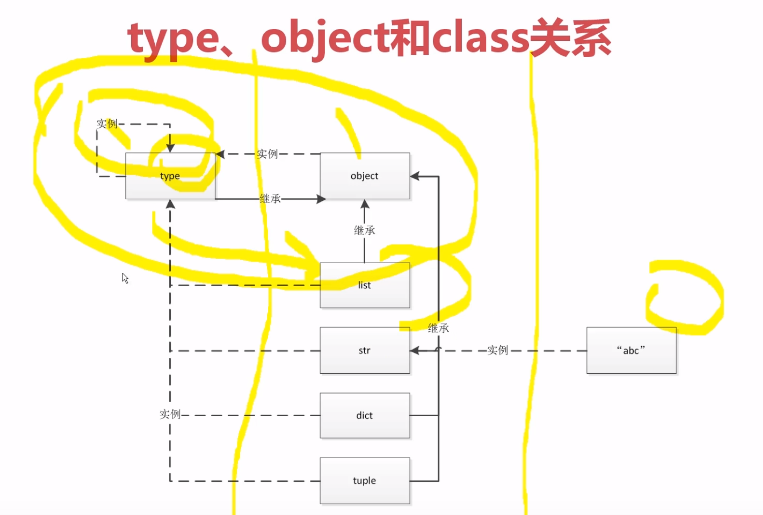 type、object和class关系
实例
实例
type
object
继承
继承
list
继承
str
实例
“abc”
实例
dict
tuple